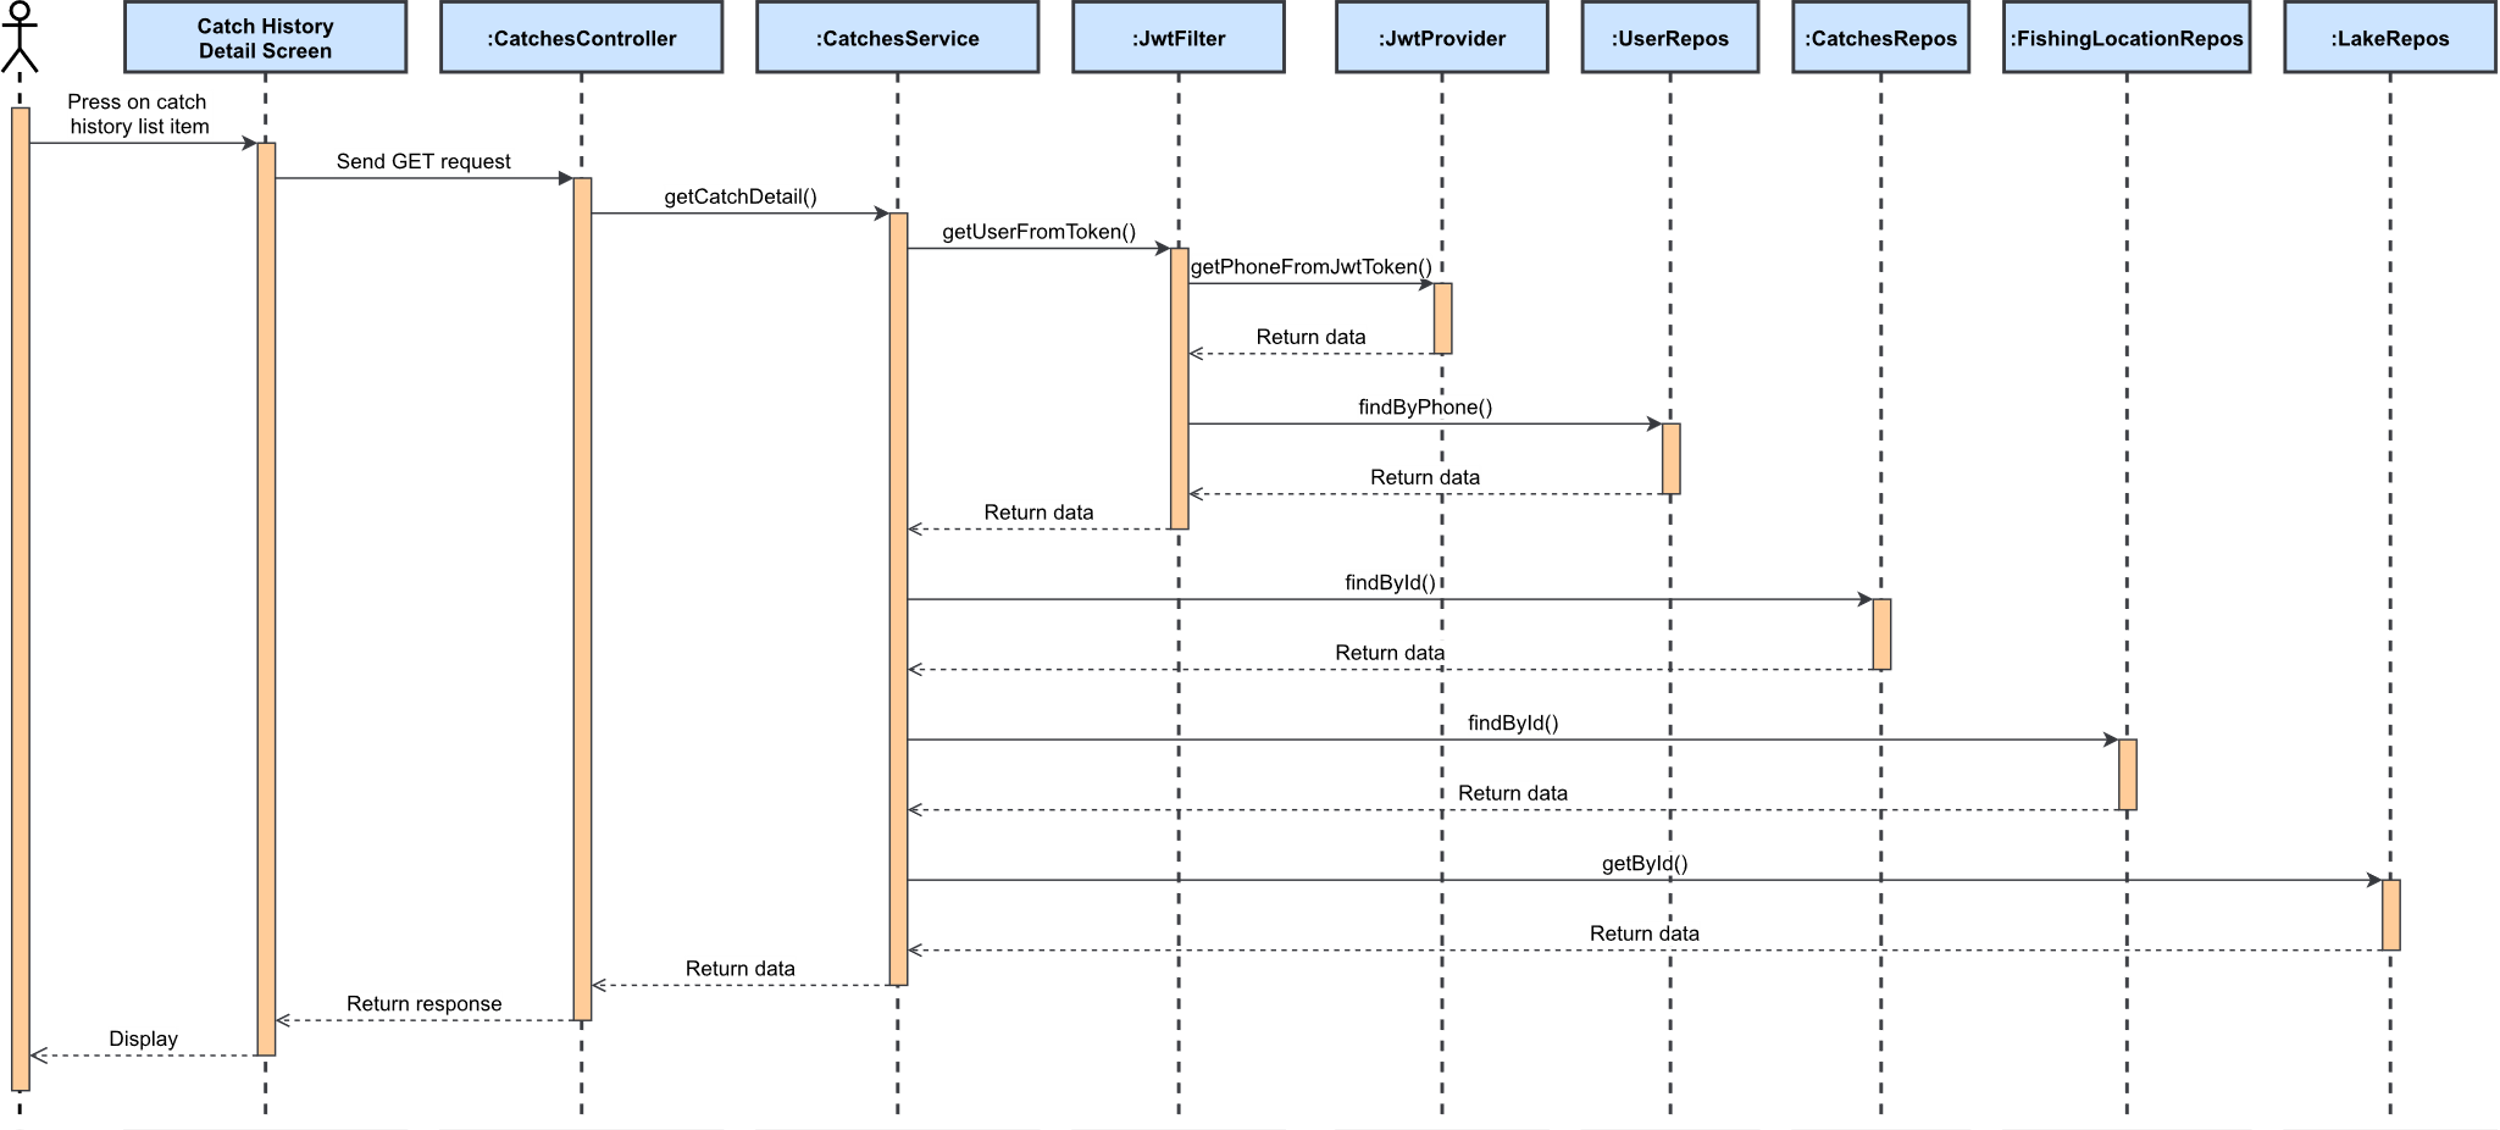 Catch History
Detail Screen
:CatchesController
:CatchesService
:JwtFilter
:JwtProvider
:UserRepos
:CatchesRepos
:FishingLocationRepos
:LakeRepos
Press on catch
history list item
Send GET request
getCatchDetail()
getUserFromToken()
getPhoneFromJwtToken()
Return data
findByPhone()
Return data
Return data
findById()
Return data
findById()
Return data
getById()
Return data
Return data
Return response
Display